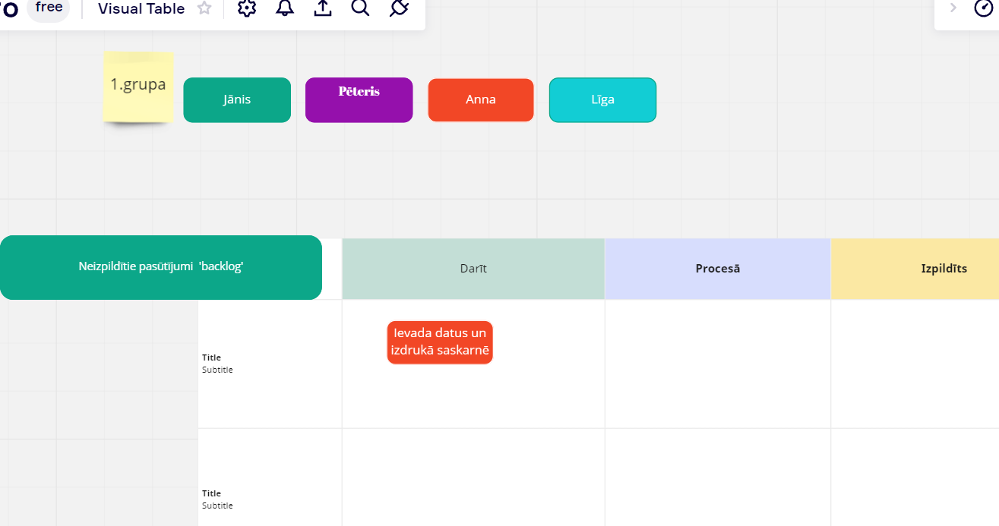 free
Visual Table
1.grupa
Jānis
Pēteris
Anna
Līga
Neizpildītie pasūtījumi 'backlog'
Darīt
Procesā
Izpildīts
Ievada datus un
izdrukā saskarnē
Title
Subtitle
Title
Subtitle